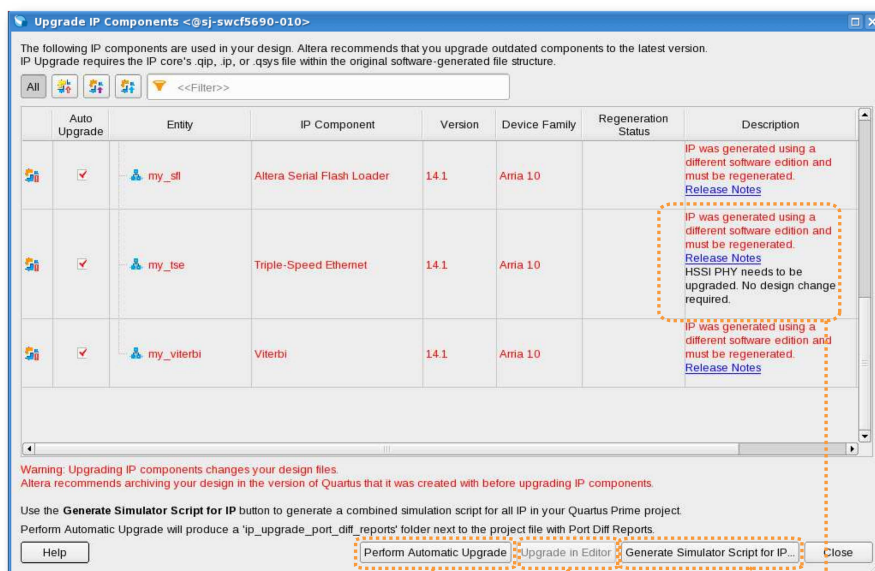 Upgrade IP Components <@sj-swcf5690-010>
The following IP components are used in your design. Altera recommends that you upgrade outdated components to the latest version.
IP Upgrade requires the IP core's .qip, .ip, or .qsys file within the original software-generated file structure.
All <<Filter>>
Auto Upgrade Entity IP Component Version Device Family Regeneration Status Description
my_sfl Altera Serial Flash Loader 14.1 Arria 10
IP was generated using a
different software edition and
must be regenerated.
Release Notes
my_tse Triple-Speed Ethernet 14.1 Arria 10
IP was generated using a
different software edition and
must be regenerated.
Release Notes
HSSI PHY needs to be
upgraded. No design change
required.
my_viterbi Viterbi 14.1 Arria 10
IP was generated using a
different software edition and
must be regenerated.
Release Notes
Warning: Upgrading IP components changes your design files.
Altera recommends archiving your design in the version of Quartus that it was created with before upgrading IP components.
Use the Generate Simulator Script for IP button to generate a combined simulation script for all IP in your Quartus Prime project.
Perform Automatic Upgrade will produce a 'ip_upgrade_port_diff_reports' folder next to the project file with Port Diff Reports.
Help Perform Automatic Upgrade Upgrade in Editor Generate Simulator Script for IP... Close